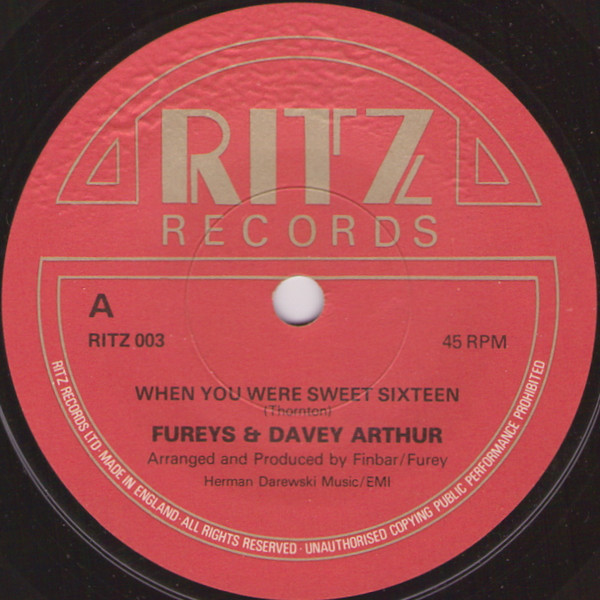 RITZ
RECORDS
A
RITZ 003
45 RPM
WHEN YOU WERE SWEET SIXTEEN
(Thornton)
FUREYS & DAVEY ARTHUR
Arranged and Produced by Finbar/Furey
Herman Darewski Music/EMI
RITZ RECORDS LTD · MADE IN ENGLAND · ALL RIGHTS RESERVED · UNAUTHORISED COPYING PUBLIC PERFORMANCE PROHIBITED